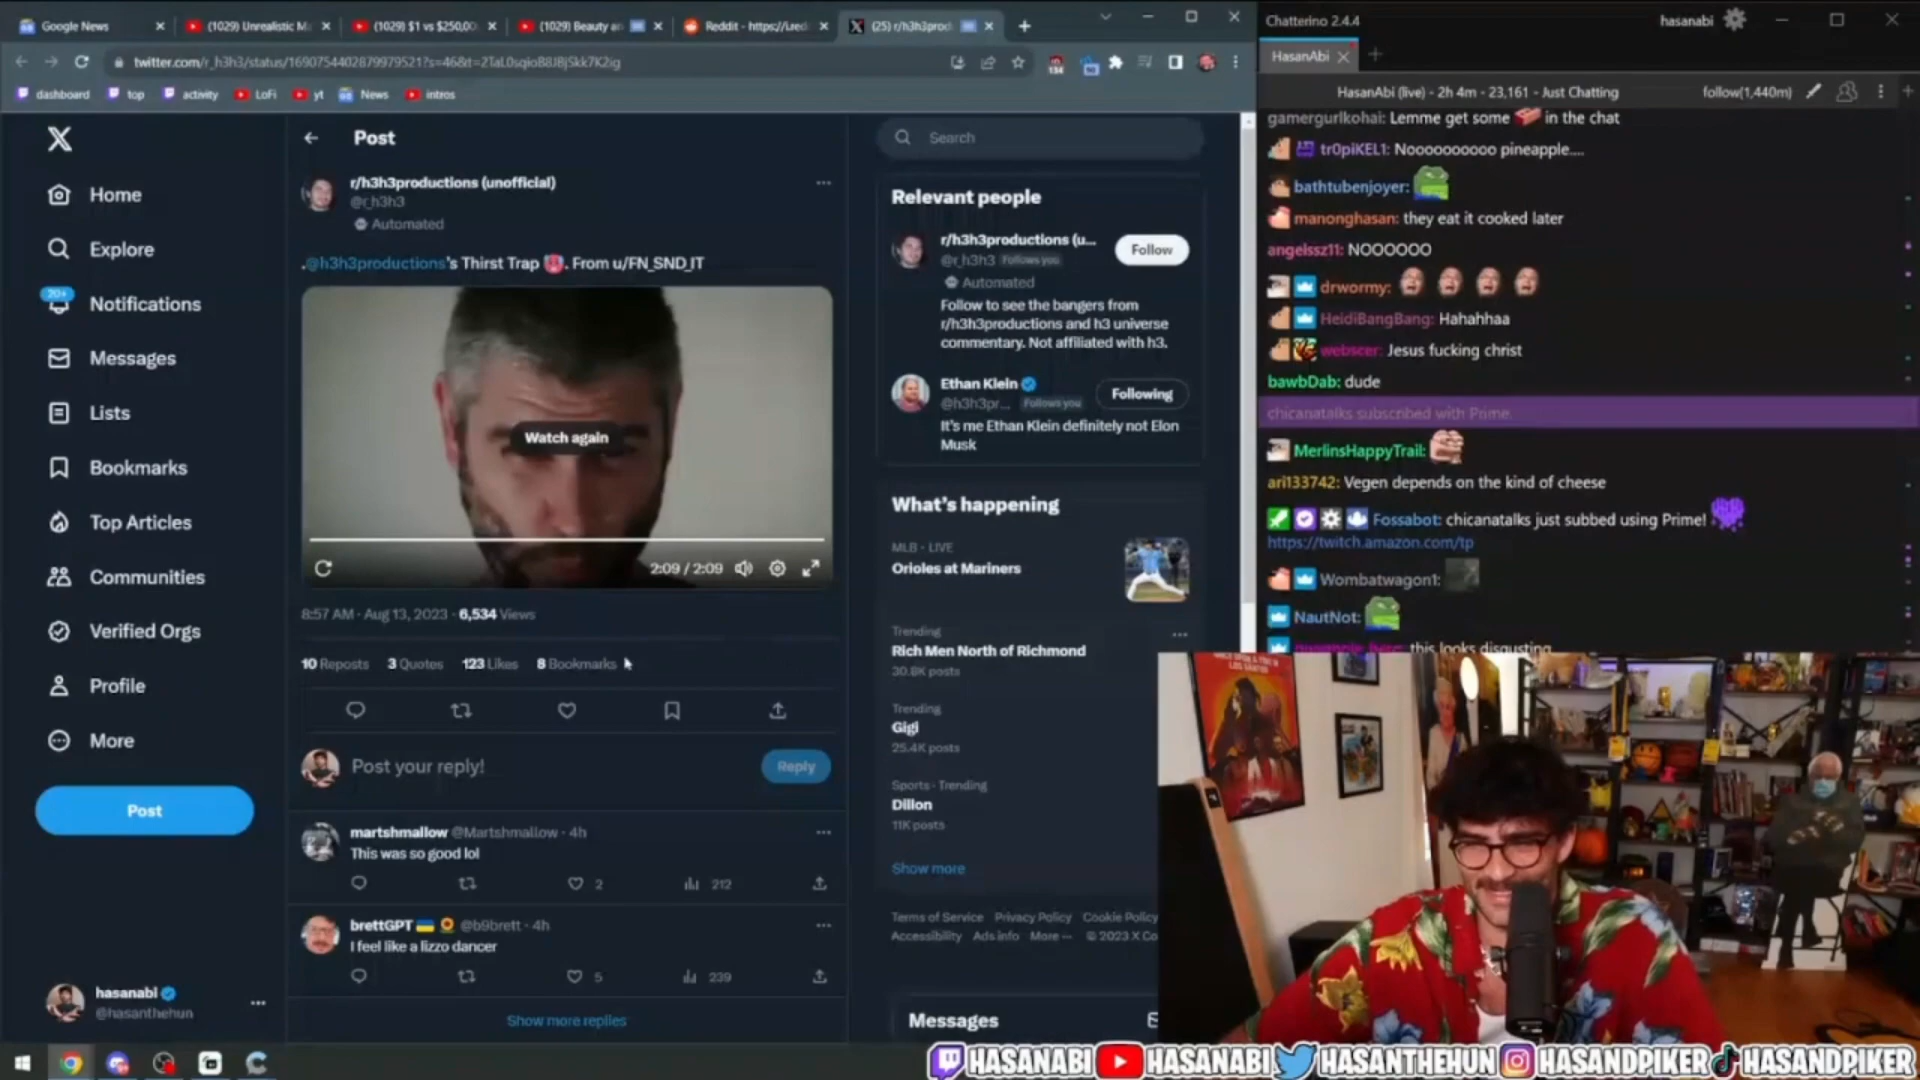 Google News
(1029) Unrealistic M
(1029) $1 vs $250,00
(1029) Beauty an
Reddit - https://i.red
(25) r/h3h3prod
twitter.com/r_h3h3/status/1690754402879979521?s=46&t=2TaL0sqio8BJBjSkk7K2ig
134
dashboard
top
activity
LoFi
yt
News
intros
Home
Explore
20+
Notifications
Messages
Lists
Bookmarks
Top Articles
Communities
Verified Orgs
Profile
More
Post
hasanabi
@hasanthehun
Post
r/h3h3productions (unofficial)
@r_h3h3
Automated
.@h3h3productions's Thirst Trap . From u/FN_SND_IT
Watch again
2:09 / 2:09
8:57 AM · Aug 13, 2023 · 6,534 Views
10 Reposts 3 Quotes 123 Likes 8 Bookmarks
Post your reply!
Reply
martshmallow @Martshmallow · 4h
This was so good lol
2
212
brettGPT @b9brett · 4h
I feel like a lizzo dancer
5
239
Show more replies
Search
Relevant people
r/h3h3productions (u...
@r_h3h3 Follows you
Automated
Follow
Follow to see the bangers from
r/h3h3productions and h3 universe
commentary. Not affiliated with h3.
Ethan Klein
@h3h3pr... Follows you
Following
It's me Ethan Klein definitely not Elon
Musk
What's happening
MLB · LIVE
Orioles at Mariners
Trending
Rich Men North of Richmond
30.8K posts
Trending
Gigi
25.4K posts
Sports · Trending
Dillon
11K posts
Show more
Terms of Service Privacy Policy Cookie Policy
Accessibility Ads info More ··· © 2023 X Co
Messages
Chatterino 2.4.4
hasanabi
HasanAbi
HasanAbi (live) - 2h 4m - 23,161 - Just Chatting
follow(1,440m)
gamergurlkohai: Lemme get some in the chat
tr0piKEL1: Noooooooooo pineapple....
bathtubenjoyer:
manonghasan: they eat it cooked later
angelssz11: NOOOOOO
drwormy:
HeidiBangBang: Hahahhaa
webscer: Jesus fucking christ
bawbDab: dude
chicanatalks subscribed with Prime.
MerlinsHappyTrail:
ari133742: Vegen depends on the kind of cheese
Fossabot: chicanatalks just subbed using Prime!
https://twitch.amazon.com/tp
Wombatwagon1:
NautNot:
this looks disgusting
HASANABI HASANABI HASANTHEHUN HASANDPIKER HASANDPIKER